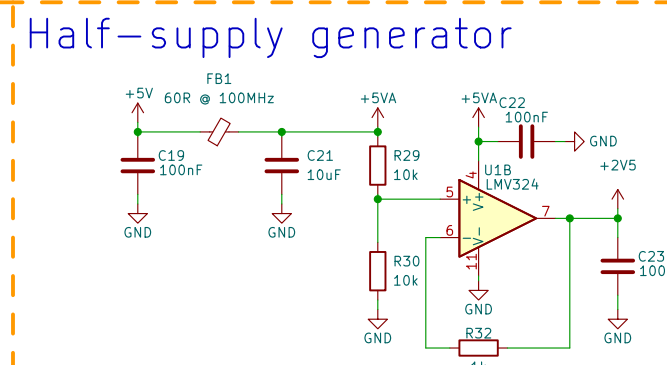 Half-supply generator
FB1
60R @ 100MHz
+5V
+5VA
+5VA
C22
100nF
GND
C19
100nF
C21
10uF
R29
10k
U1B
LMV324
+2V5
4
5
+
V+
7
6
-
V-
11
GND
GND
R30
10k
C23
100
GND
GND
R32
GND